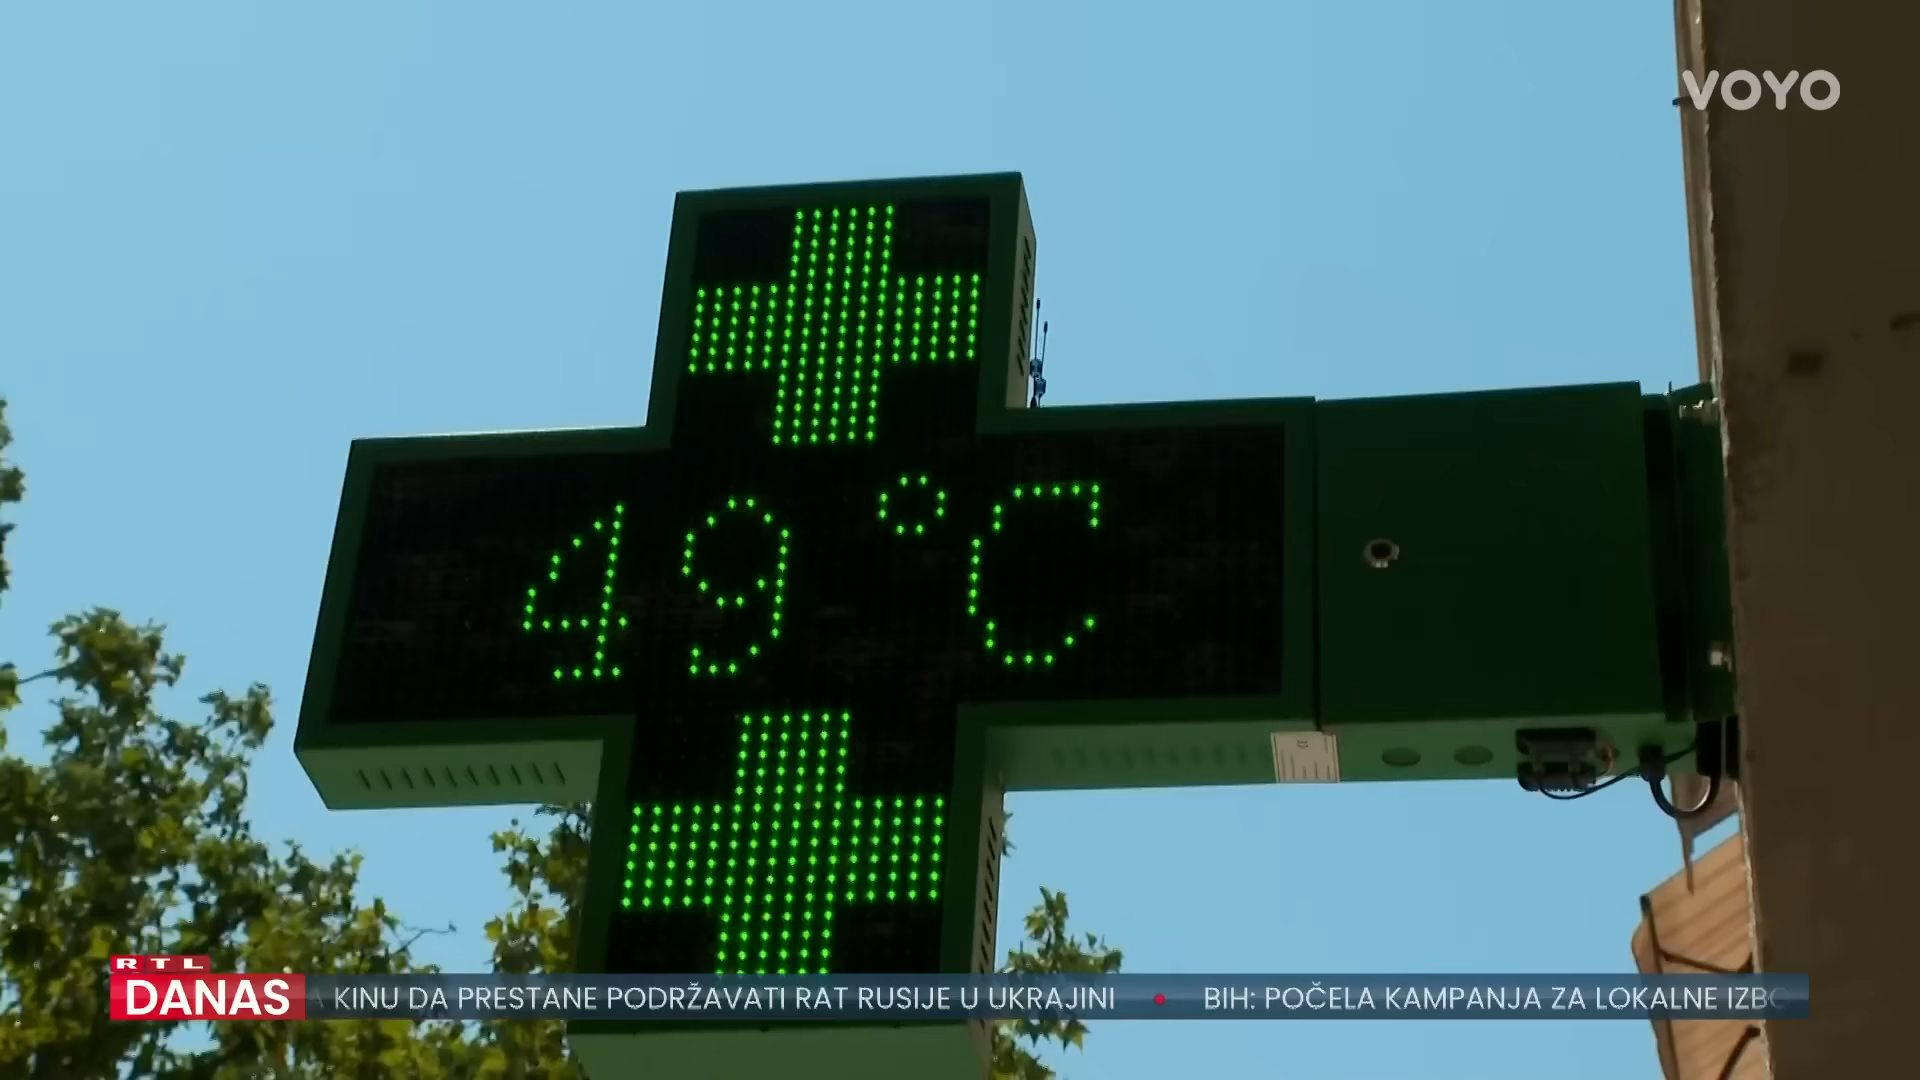 VOYO
49 °C
RTL
DANAS
KINU DA PRESTANE PODRŽAVATI RAT RUSIJE U UKRAJINI • BIH: POČELA KAMPANJA ZA LOKALNE